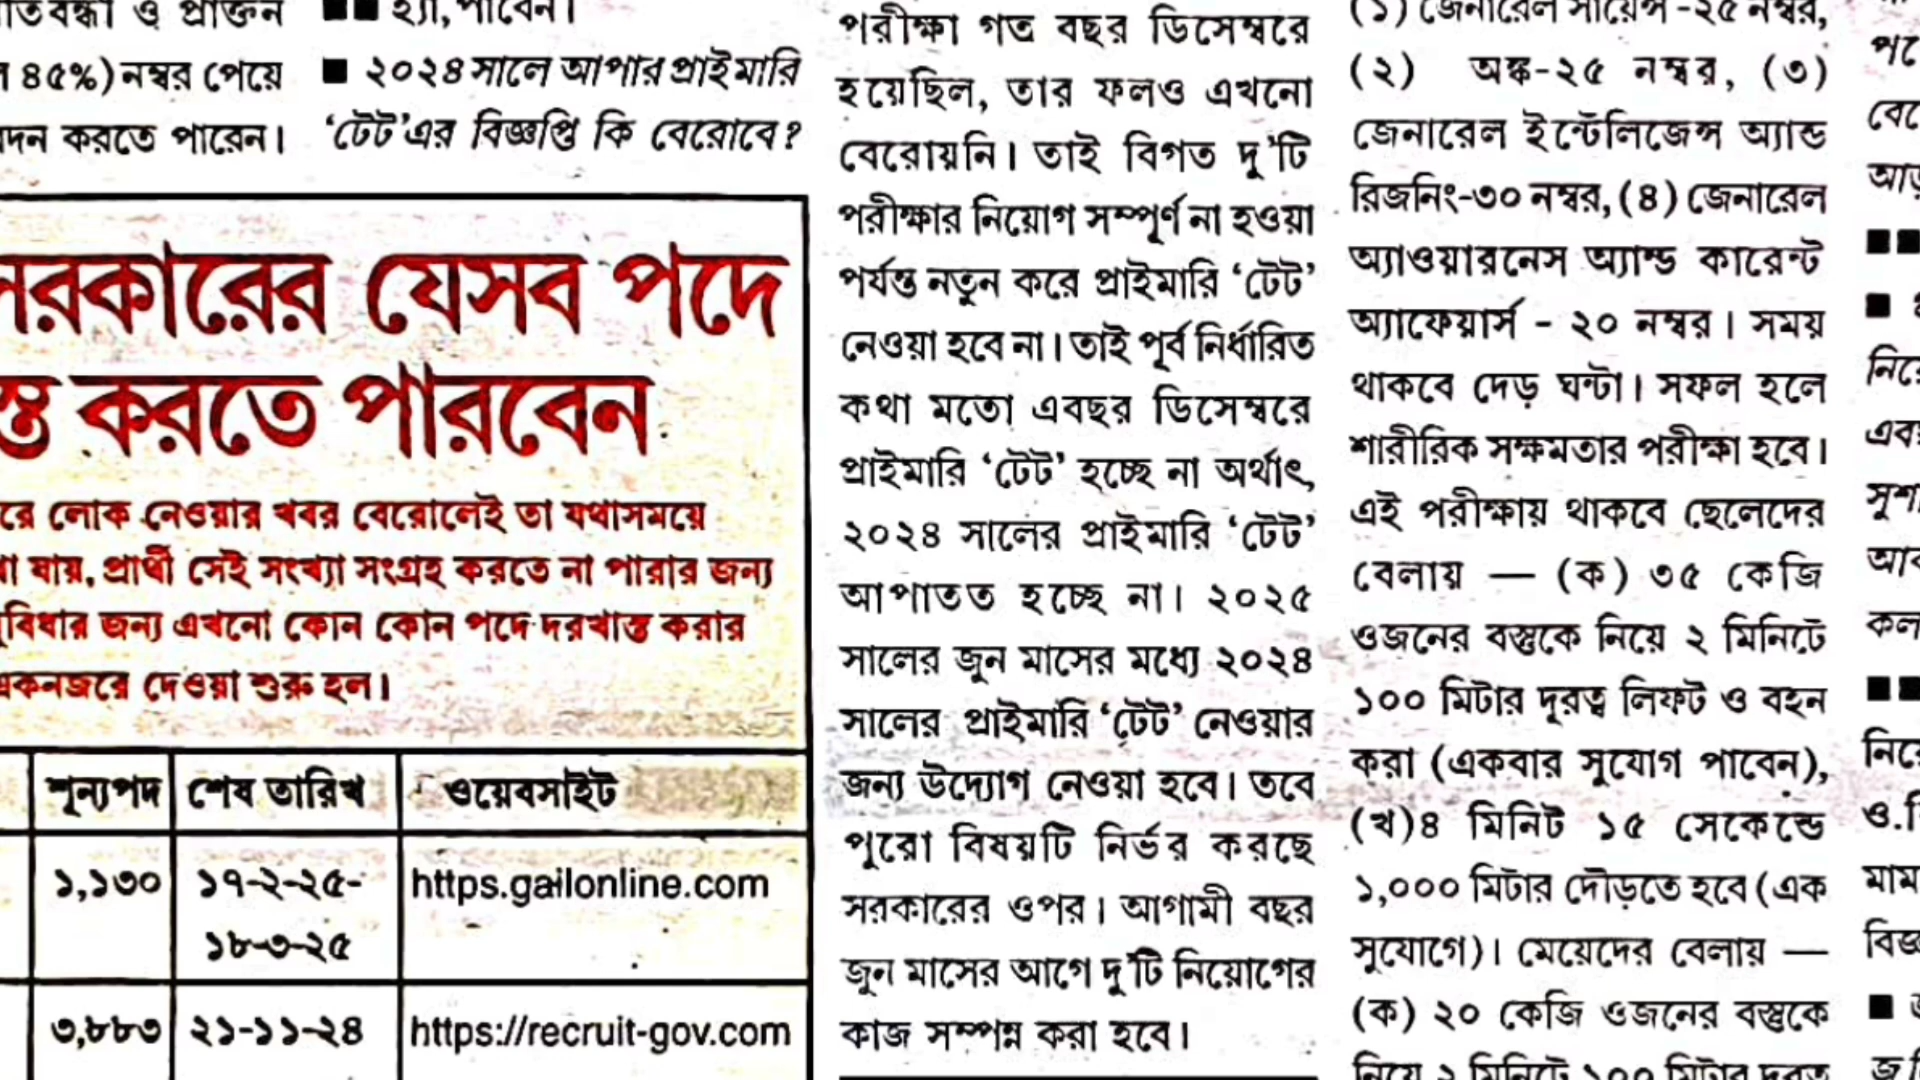 প্রাক্তন
৪৫%) নম্বর পেয়ে
করতে পারেন।
■■ হ্যাঁ, পাবেন।
■ ২০২৪ সালে আপার প্রাইমারি
‘টেট’এর বিজ্ঞপ্তি কি বেরোবে?
সরকারের যেসব পদে
করতে পারবেন
লোক নেওয়ার খবর বেরোলেই তা যথাসময়ে
যায়, প্রার্থী সেই সংখ্যা সংগ্রহ করতে না পারার জন্য
জন্য এখনো কোন কোন পদে দরখাস্ত করার
একনজরে দেওয়া শুরু হল।
শূন্যপদ শেষ তারিখ ওয়েবসাইট
১,১৩০ ১৭-২-২৫- https.gailonline.com
১৮-৩-২৫
৩,৮৮৩ ২১-১১-২৪ https://recruit-gov.com
পরীক্ষা গত বছর ডিসেম্বরে
হয়েছিল, তার ফলও এখনো
বেরোয়নি। তাই বিগত দু'টি
পরীক্ষার নিয়োগ সম্পূর্ণ না হওয়া
পর্যন্ত নতুন করে প্রাইমারি ‘টেট’
নেওয়া হবে না। তাই পূর্ব নির্ধারিত
কথা মতো এবছর ডিসেম্বরে
প্রাইমারি ‘টেট’ হচ্ছে না অর্থাৎ,
২০২৪ সালের প্রাইমারি ‘টেট’
আপাতত হচ্ছে না। ২০২৫
সালের জুন মাসের মধ্যে ২০২৪
সালের প্রাইমারি ‘টেট’ নেওয়ার
জন্য উদ্যোগ নেওয়া হবে। তবে
পুরো বিষয়টি নির্ভর করছে
সরকারের ওপর। আগামী বছর
জুন মাসের আগে দু'টি নিয়োগের
কাজ সম্পন্ন করা হবে।
(১) জেনারেল সায়েন্স -২৫ নম্বর,
(২) অঙ্ক-২৫ নম্বর, (৩)
জেনারেল ইন্টেলিজেন্স অ্যান্ড
রিজনিং-৩০ নম্বর, (৪) জেনারেল
অ্যাওয়ারনেস অ্যান্ড কারেন্ট
অ্যাফেয়ার্স - ২০ নম্বর। সময়
থাকবে দেড় ঘন্টা। সফল হলে
শারীরিক সক্ষমতার পরীক্ষা হবে।
এই পরীক্ষায় থাকবে ছেলেদের
বেলায় — (ক) ৩৫ কেজি
ওজনের বস্তুকে নিয়ে ২ মিনিটে
১০০ মিটার দূরত্ব লিফট ও বহন
করা (একবার সুযোগ পাবেন),
(খ)৪ মিনিট ১৫ সেকেন্ডে
১,০০০ মিটার দৌড়তে হবে (এক
সুযোগে)। মেয়েদের বেলায় —
(ক) ২০ কেজি ওজনের বস্তুকে
নিয়ে ২ মিনিটে ১০০ মিটার দূরত্ব